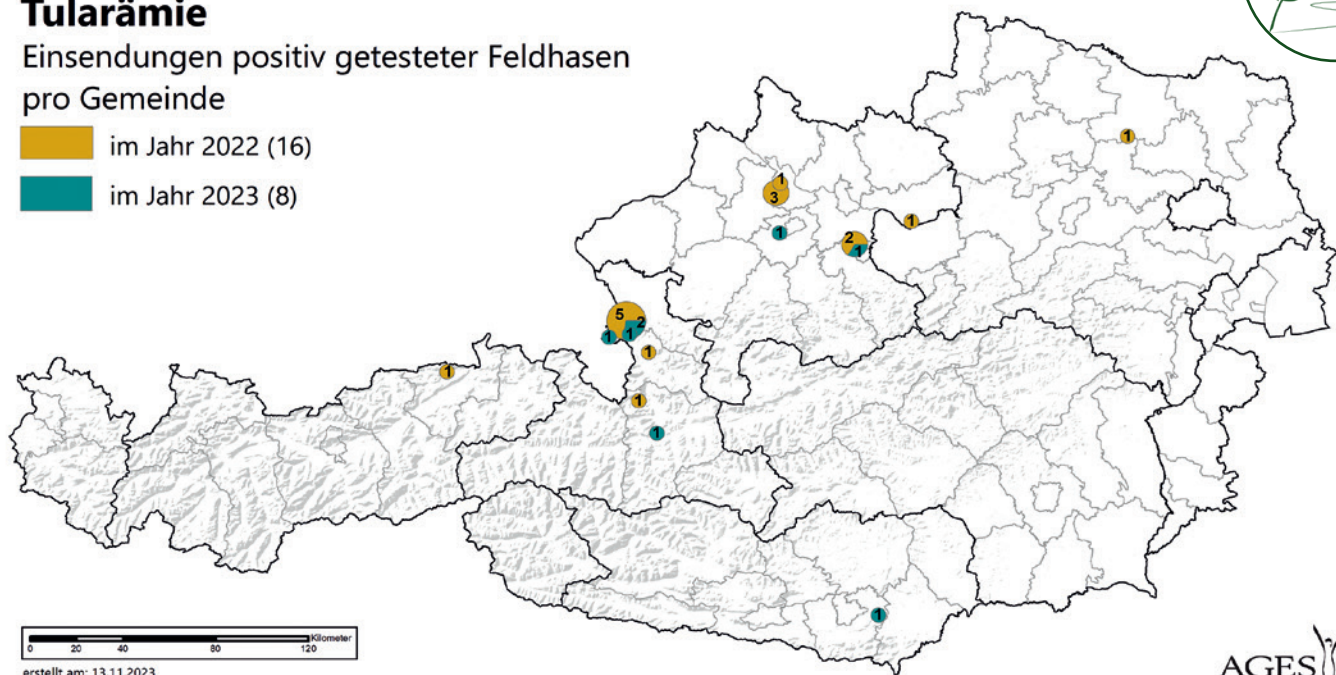 Tularämie
Einsendungen positiv getesteter Feldhasen
pro Gemeinde
im Jahr 2022 (16)
im Jahr 2023 (8)
1
1
3
1
1
2
1
5
2
1
1
1
1
1
1
1
Kilometer
0 20 40 80 120
erstellt am: 13.11.2023
AGES